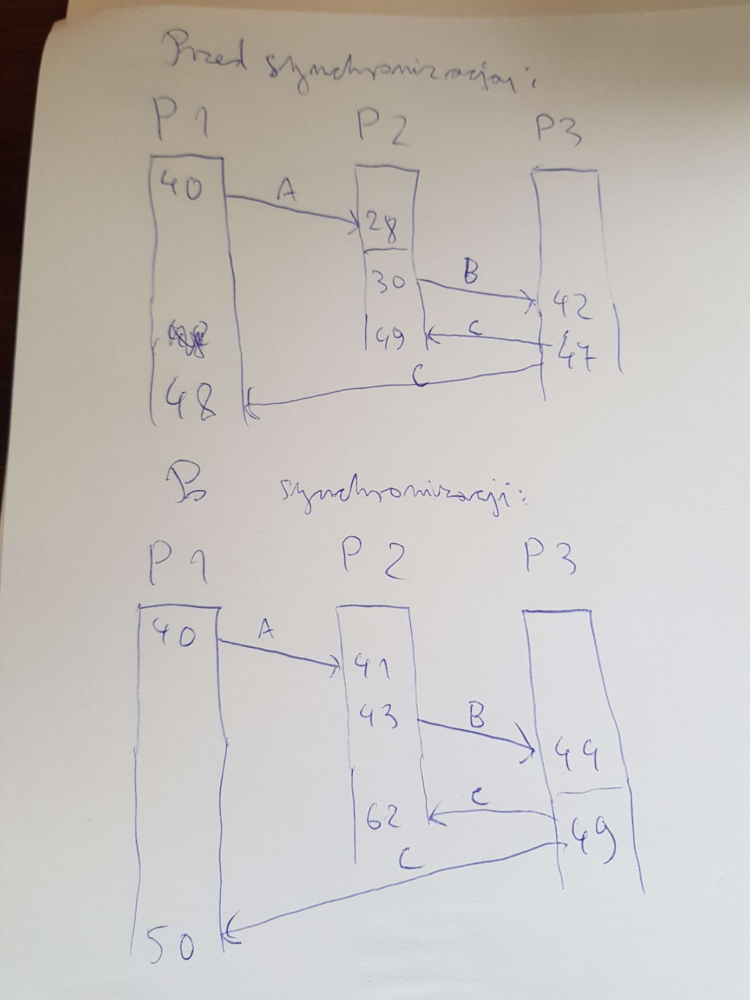 Przed synchronizacją:
P1 P2 P3
40 A
28
30 B
42
49 C 47
C
48
Po synchronizacji:
P1 P2 P3
40 A
41
43 B
44
62 C
49
C
50